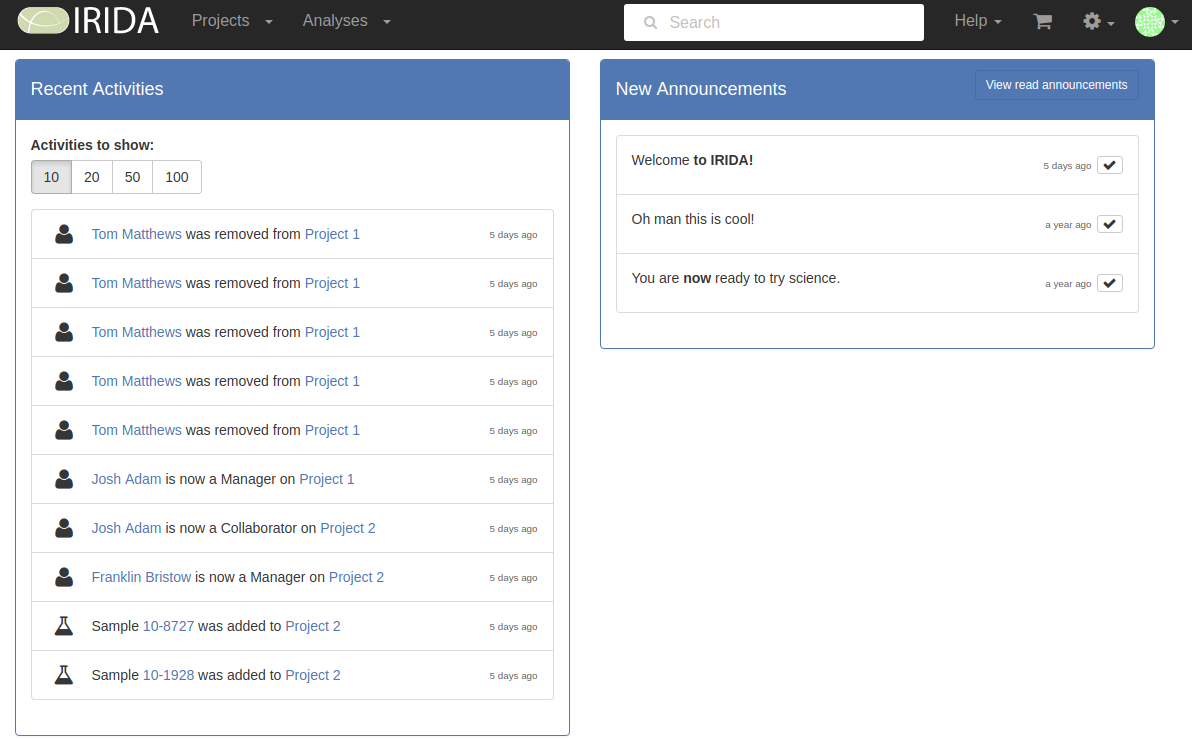 IRIDA Projects Analyses Search Help
Recent Activities
Activities to show:
10 20 50 100
Tom Matthews was removed from Project 1 5 days ago
Tom Matthews was removed from Project 1 5 days ago
Tom Matthews was removed from Project 1 5 days ago
Tom Matthews was removed from Project 1 5 days ago
Tom Matthews was removed from Project 1 5 days ago
Josh Adam is now a Manager on Project 1 5 days ago
Josh Adam is now a Collaborator on Project 2 5 days ago
Franklin Bristow is now a Manager on Project 2 5 days ago
Sample 10-8727 was added to Project 2 5 days ago
Sample 10-1928 was added to Project 2 5 days ago
New Announcements View read announcements
Welcome to IRIDA! 5 days ago
Oh man this is cool! a year ago
You are now ready to try science. a year ago